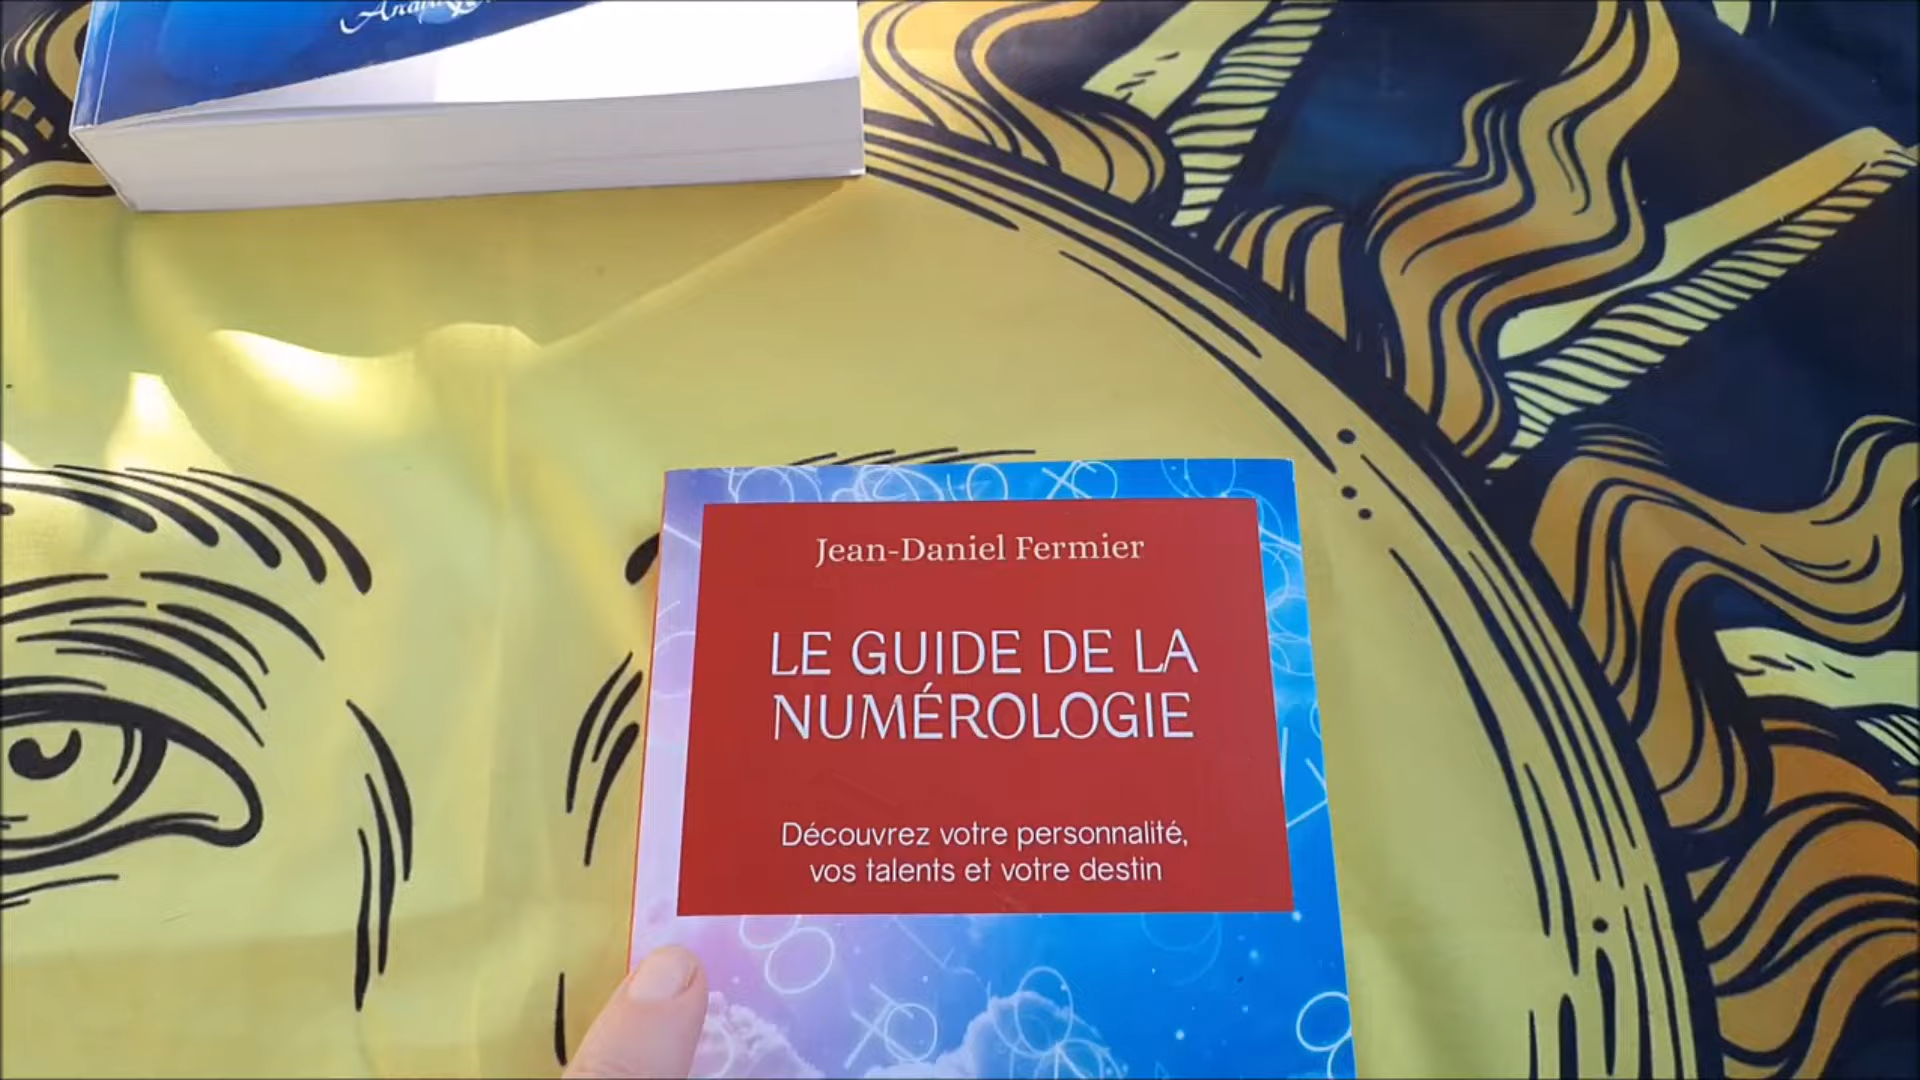 Jean-Daniel Fermier
LE GUIDE DE LA
NUMÉROLOGIE
Découvrez votre personnalité,
vos talents et votre destin